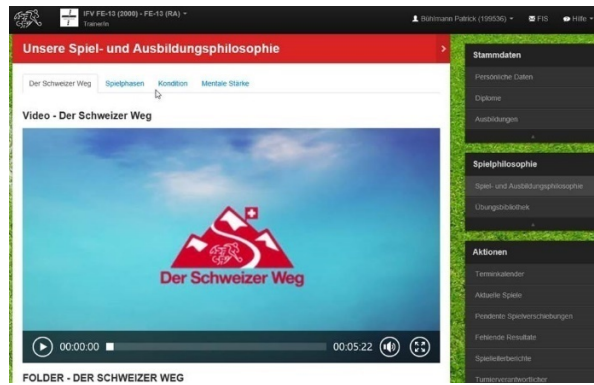 IFV FE-13 (2000) - FE-13 (RA)
TrainerIn
Bühlmann Patrick (199536)
FIS
Hilfe
Unsere Spiel- und Ausbildungsphilosophie
Der Schweizer Weg
Spielphasen
Kondition
Mentale Stärke
Video - Der Schweizer Weg
Der Schweizer Weg
00:00:00
00:05:22
FOLDER - DER SCHWEIZER WEG
Stammdaten
Persönliche Daten
Diplome
Ausbildungen
Spielphilosophie
Spiel- und Ausbildungsphilosophie
Übungsbibliothek
Aktionen
Terminkalender
Aktuelle Spiele
Pendente Spielverschiebungen
Fehlende Resultate
Spielleiterberichte
Turnierverantwortlicher